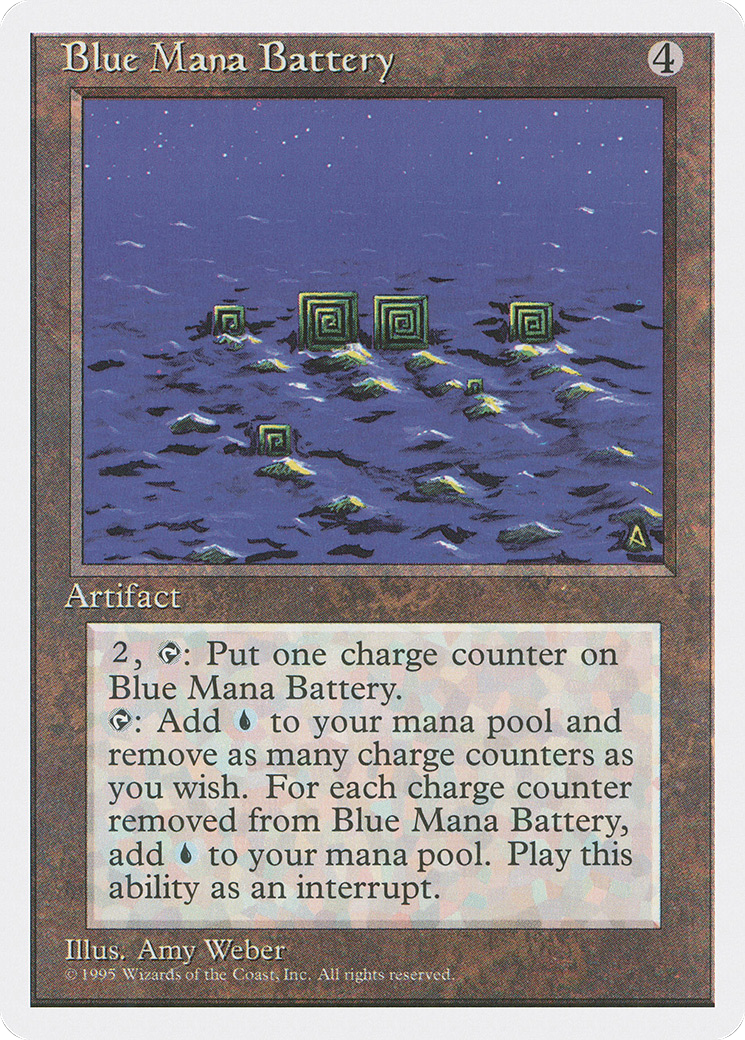 Blue Mana Battery 4
A
Artifact
2, : Put one charge counter on
Blue Mana Battery.
: Add to your mana pool and
remove as many charge counters as
you wish. For each charge counter
removed from Blue Mana Battery,
add to your mana pool. Play this
ability as an interrupt.
Illus. Amy Weber
© 1995 Wizards of the Coast, Inc. All rights reserved.